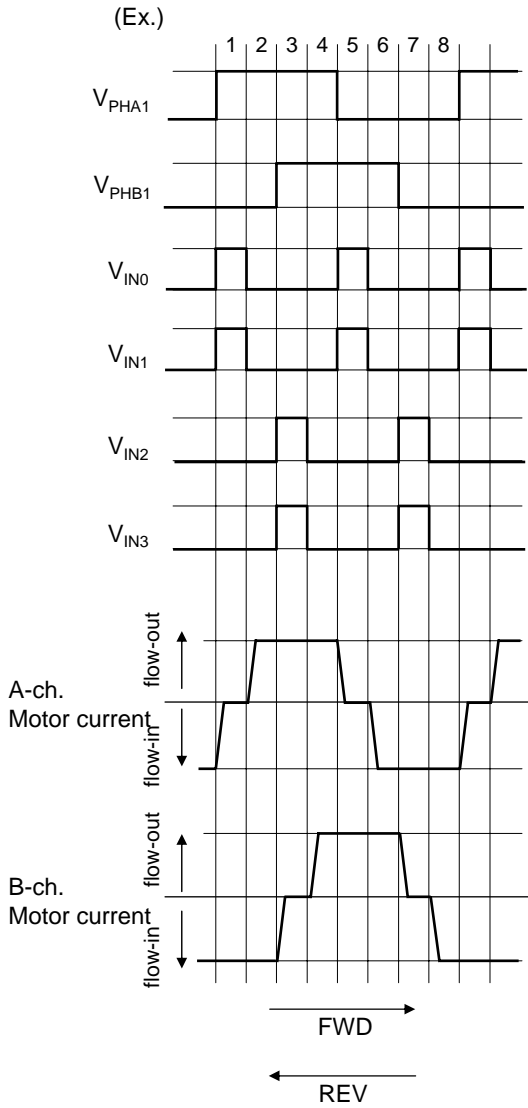 (Ex.)
1 2 3 4 5 6 7 8
VPHA1
VPHB1
VIN0
VIN1
VIN2
VIN3
flow-out
A-ch.
Motor current
flow-in
flow-out
B-ch.
Motor current
flow-in
FWD
REV